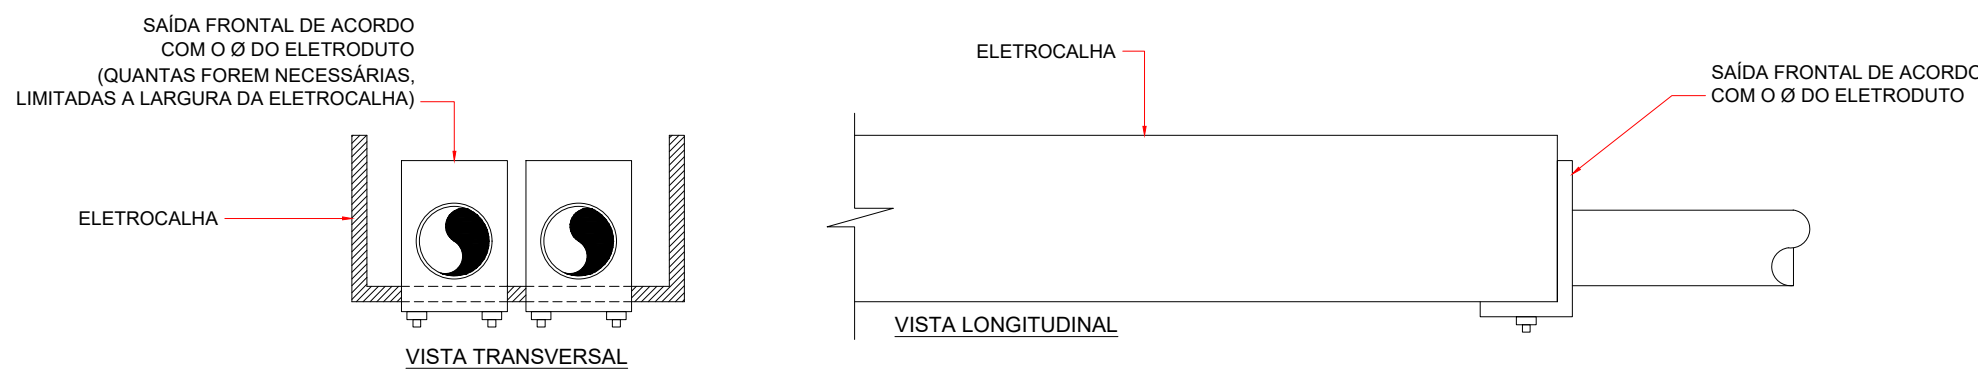 SAÍDA FRONTAL DE ACORDO
COM O Ø DO ELETRODUTO
(QUANTAS FOREM NECESSÁRIAS,
LIMITADAS A LARGURA DA ELETROCALHA)
ELETROCALHA
VISTA TRANSVERSAL
ELETROCALHA
SAÍDA FRONTAL DE ACORDO
COM O Ø DO ELETRODUTO
VISTA LONGITUDINAL